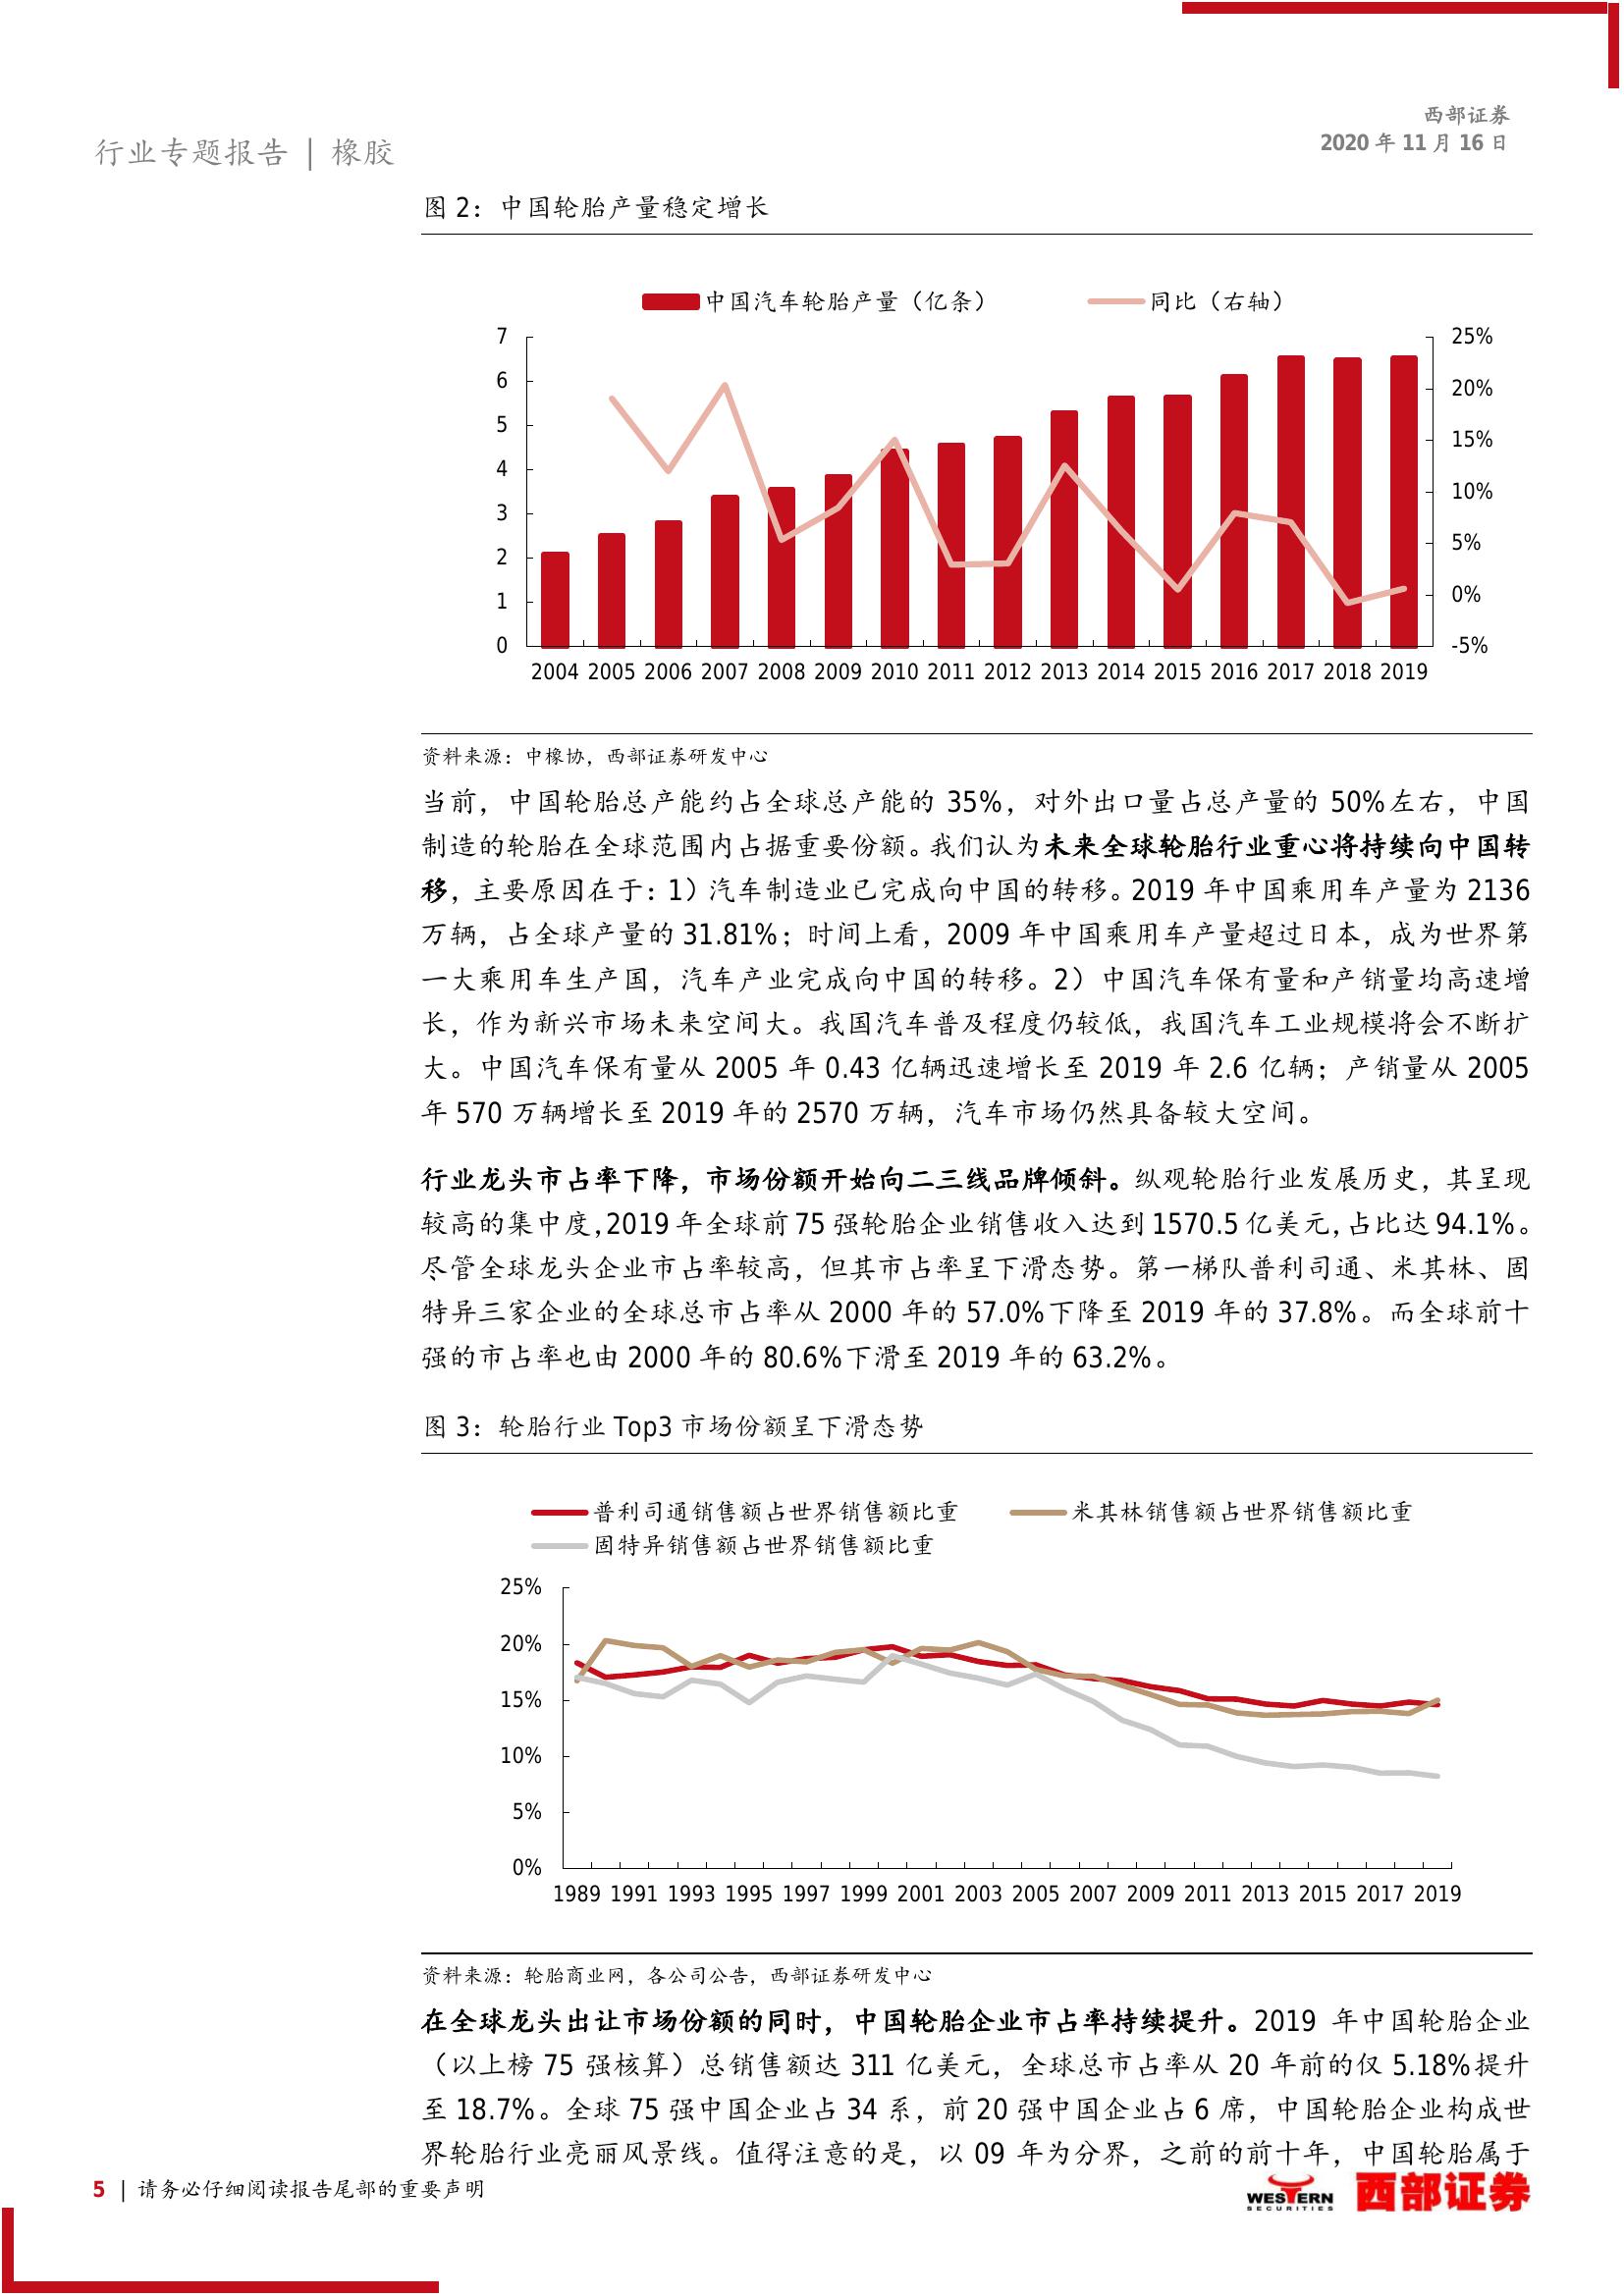 西部证券
2020 年 11 月 16 日
行业专题报告 | 橡胶
图 2：中国轮胎产量稳定增长
中国汽车轮胎产量（亿条） 同比（右轴）
7
6
5
4
3
2
1
0
25%
20%
15%
10%
5%
0%
-5%
2004 2005 2006 2007 2008 2009 2010 2011 2012 2013 2014 2015 2016 2017 2018 2019
资料来源：中橡协，西部证券研发中心
当前，中国轮胎总产能约占全球总产能的 35%，对外出口量占总产量的 50%左右，中国
制造的轮胎在全球范围内占据重要份额。我们认为未来全球轮胎行业重心将持续向中国转
移，主要原因在于：1）汽车制造业已完成向中国的转移。2019 年中国乘用车产量为 2136
万辆，占全球产量的 31.81%；时间上看，2009 年中国乘用车产量超过日本，成为世界第
一大乘用车生产国，汽车产业完成向中国的转移。2）中国汽车保有量和产销量均高速增
长，作为新兴市场未来空间大。我国汽车普及程度仍较低，我国汽车工业规模将会不断扩
大。中国汽车保有量从 2005 年 0.43 亿辆迅速增长至 2019 年 2.6 亿辆；产销量从 2005
年 570 万辆增长至 2019 年的 2570 万辆，汽车市场仍然具备较大空间。
行业龙头市占率下降，市场份额开始向二三线品牌倾斜。纵观轮胎行业发展历史，其呈现
较高的集中度，2019 年全球前 75 强轮胎企业销售收入达到 1570.5 亿美元，占比达 94.1%。
尽管全球龙头企业市占率较高，但其市占率呈下滑态势。第一梯队普利司通、米其林、固
特异三家企业的全球总市占率从 2000 年的 57.0%下降至 2019 年的 37.8%。而全球前十
强的市占率也由 2000 年的 80.6%下滑至 2019 年的 63.2%。
图 3：轮胎行业 Top3 市场份额呈下滑态势
普利司通销售额占世界销售额比重 米其林销售额占世界销售额比重
固特异销售额占世界销售额比重
25%
20%
15%
10%
5%
0%
1989 1991 1993 1995 1997 1999 2001 2003 2005 2007 2009 2011 2013 2015 2017 2019
资料来源：轮胎商业网，各公司公告，西部证券研发中心
在全球龙头出让市场份额的同时，中国轮胎企业市占率持续提升。2019 年中国轮胎企业
（以上榜 75 强核算）总销售额达 311 亿美元，全球总市占率从 20 年前的仅 5.18%提升
至 18.7%。全球 75 强中国企业占 34 系，前 20 强中国企业占 6 席，中国轮胎企业构成世
界轮胎行业亮丽风景线。值得注意的是，以 09 年为分界，之前的前十年，中国轮胎属于
5 | 请务必仔细阅读报告尾部的重要声明
WESTERN
SECURITIES
西部证券